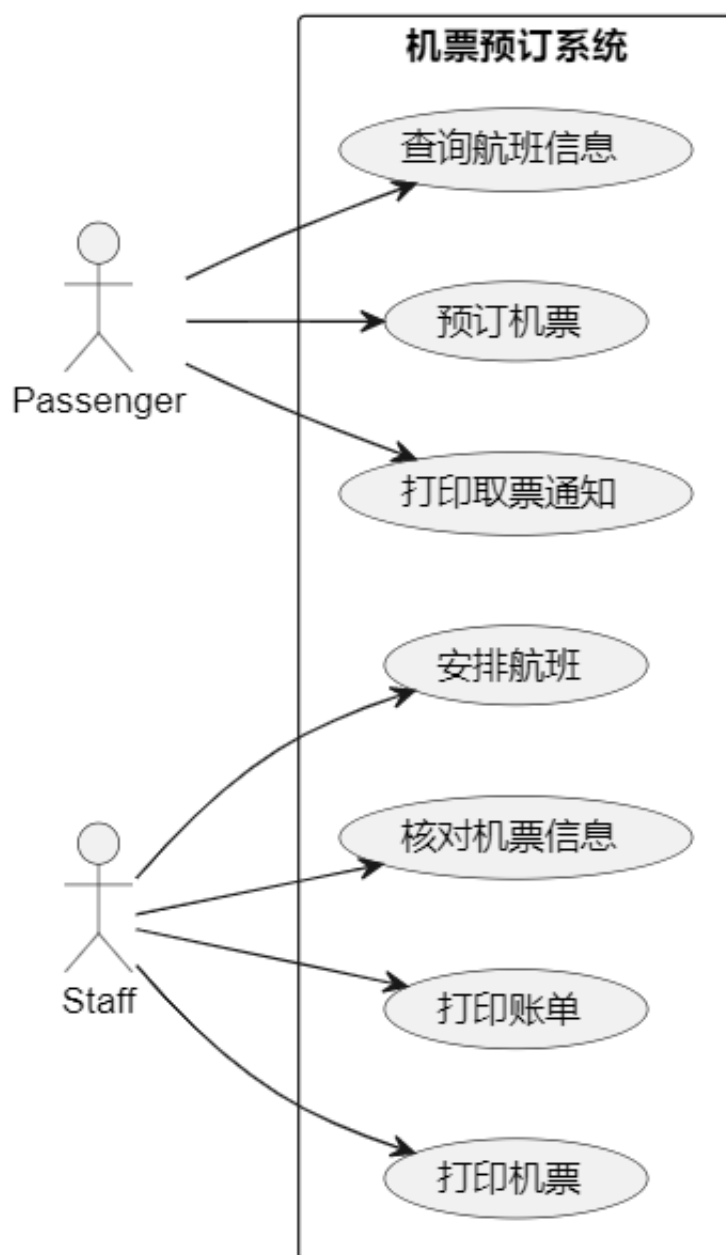 机票预订系统
查询航班信息
预订机票
Passenger
打印取票通知
安排航班
核对机票信息
Staff
打印账单
打印机票